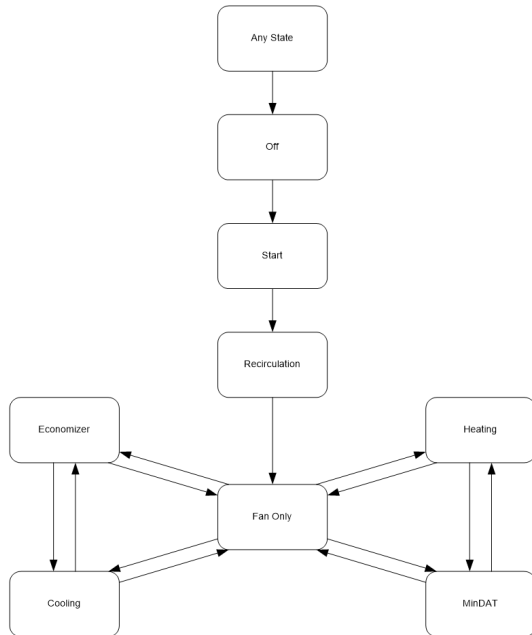 Any State
Off
Start
Recirculation
Economizer
Heating
Fan Only
Cooling
MinDAT